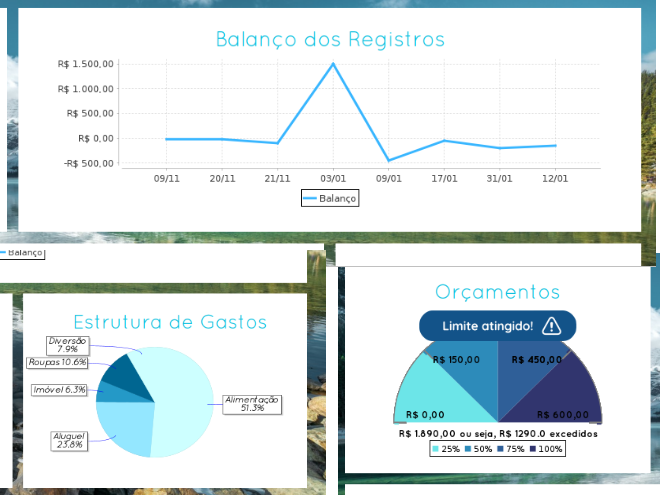 Balanço dos Registros
R$ 1.500,00
R$ 1.000,00
R$ 500,00
R$ 0,00
-R$ 500,00
09/11 20/11 21/11 03/01 09/01 17/01 31/01 12/01
Balanço
Balanço
Estrutura de Gastos
Diversão
7.9%
Roupas 10.6%
Imóvel 6.3%
Alimentação
51.3%
Aluguel
23.8%
Orçamentos
Limite atingido!
R$ 150,00 R$ 450,00
R$ 0,00 R$ 600,00
R$ 1.890,00 ou seja, R$ 1290.0 excedidos
25% 50% 75% 100%